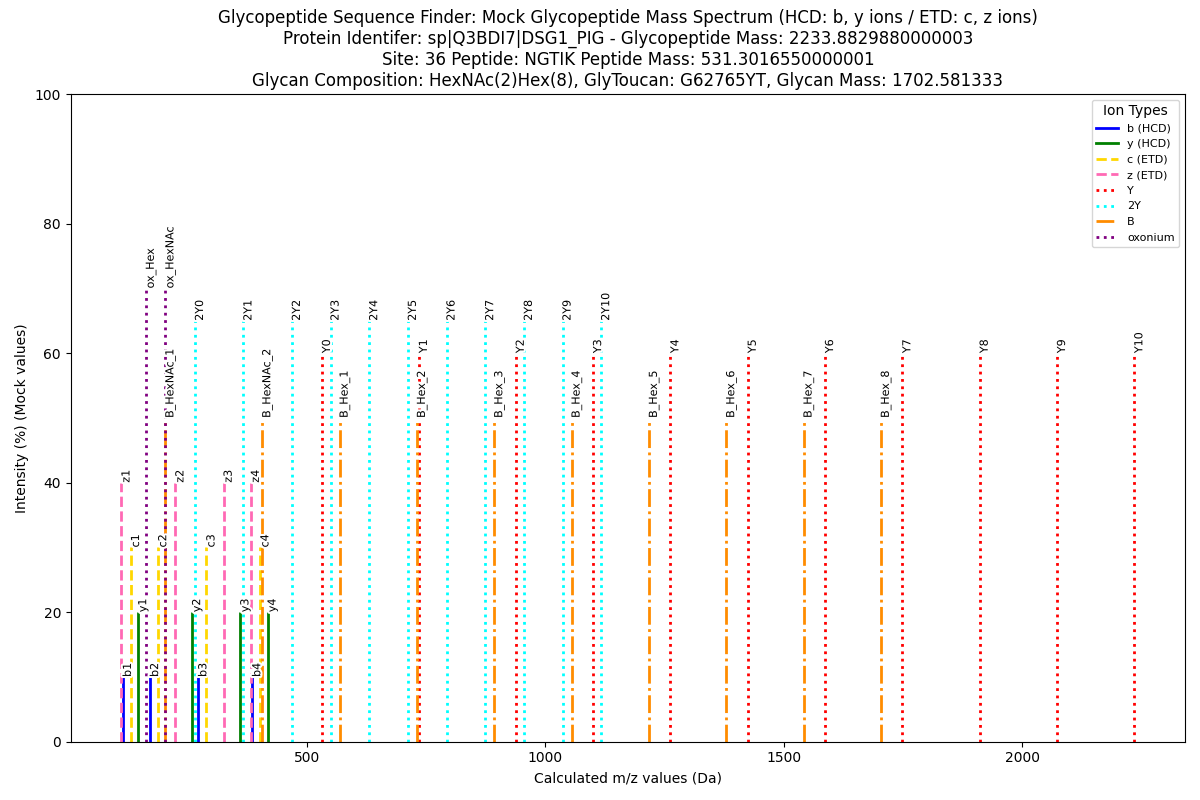 Glycopeptide Sequence Finder: Mock Glycopeptide Mass Spectrum (HCD: b, y ions / ETD: c, z ions)
Protein Identifer: sp|Q3BDI7|DSG1_PIG - Glycopeptide Mass: 2233.8829880000003
Site: 36 Peptide: NGTIK Peptide Mass: 531.3016550000001
Glycan Composition: HexNAc(2)Hex(8), GlyToucan: G62765YT, Glycan Mass: 1702.581333
Intensity (%) (Mock values)
100
80
60
40
20
0
Ion Types
b (HCD)
y (HCD)
c (ETD)
z (ETD)
Y
2Y
B
oxonium
ox_Hex
ox_HexNAc
2Y0
2Y1
2Y2
2Y3
2Y4
2Y5
2Y6
2Y7
2Y8
2Y9
2Y10
Y0
Y1
Y2
Y3
Y4
Y5
Y6
Y7
Y8
Y9
Y10
B_HexNAc_1
B_HexNAc_2
B_Hex_1
B_Hex_2
B_Hex_3
B_Hex_4
B_Hex_5
B_Hex_6
B_Hex_7
B_Hex_8
z1
z2
z3
z4
c1
c2
c3
c4
y1
y2
y3
y4
b1
b2
b3
b4
500
1000
1500
2000
Calculated m/z values (Da)